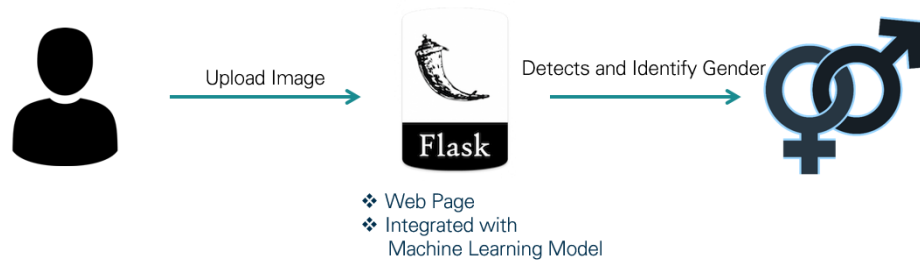 Upload Image
Detects and Identify Gender
Flask
❖ Web Page
❖ Integrated with
Machine Learning Model